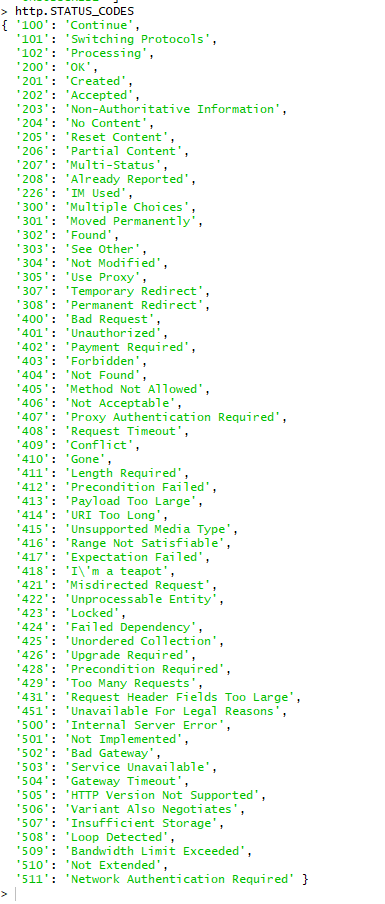 > http.STATUS_CODES
{ '100': 'Continue',
'101': 'Switching Protocols',
'102': 'Processing',
'200': 'OK',
'201': 'Created',
'202': 'Accepted',
'203': 'Non-Authoritative Information',
'204': 'No Content',
'205': 'Reset Content',
'206': 'Partial Content',
'207': 'Multi-Status',
'208': 'Already Reported',
'226': 'IM Used',
'300': 'Multiple Choices',
'301': 'Moved Permanently',
'302': 'Found',
'303': 'See Other',
'304': 'Not Modified',
'305': 'Use Proxy',
'307': 'Temporary Redirect',
'308': 'Permanent Redirect',
'400': 'Bad Request',
'401': 'Unauthorized',
'402': 'Payment Required',
'403': 'Forbidden',
'404': 'Not Found',
'405': 'Method Not Allowed',
'406': 'Not Acceptable',
'407': 'Proxy Authentication Required',
'408': 'Request Timeout',
'409': 'Conflict',
'410': 'Gone',
'411': 'Length Required',
'412': 'Precondition Failed',
'413': 'Payload Too Large',
'414': 'URI Too Long',
'415': 'Unsupported Media Type',
'416': 'Range Not Satisfiable',
'417': 'Expectation Failed',
'418': 'I\'m a teapot',
'421': 'Misdirected Request',
'422': 'Unprocessable Entity',
'423': 'Locked',
'424': 'Failed Dependency',
'425': 'Unordered Collection',
'426': 'Upgrade Required',
'428': 'Precondition Required',
'429': 'Too Many Requests',
'431': 'Request Header Fields Too Large',
'451': 'Unavailable For Legal Reasons',
'500': 'Internal Server Error',
'501': 'Not Implemented',
'502': 'Bad Gateway',
'503': 'Service Unavailable',
'504': 'Gateway Timeout',
'505': 'HTTP Version Not Supported',
'506': 'Variant Also Negotiates',
'507': 'Insufficient Storage',
'508': 'Loop Detected',
'509': 'Bandwidth Limit Exceeded',
'510': 'Not Extended',
'511': 'Network Authentication Required' }
>